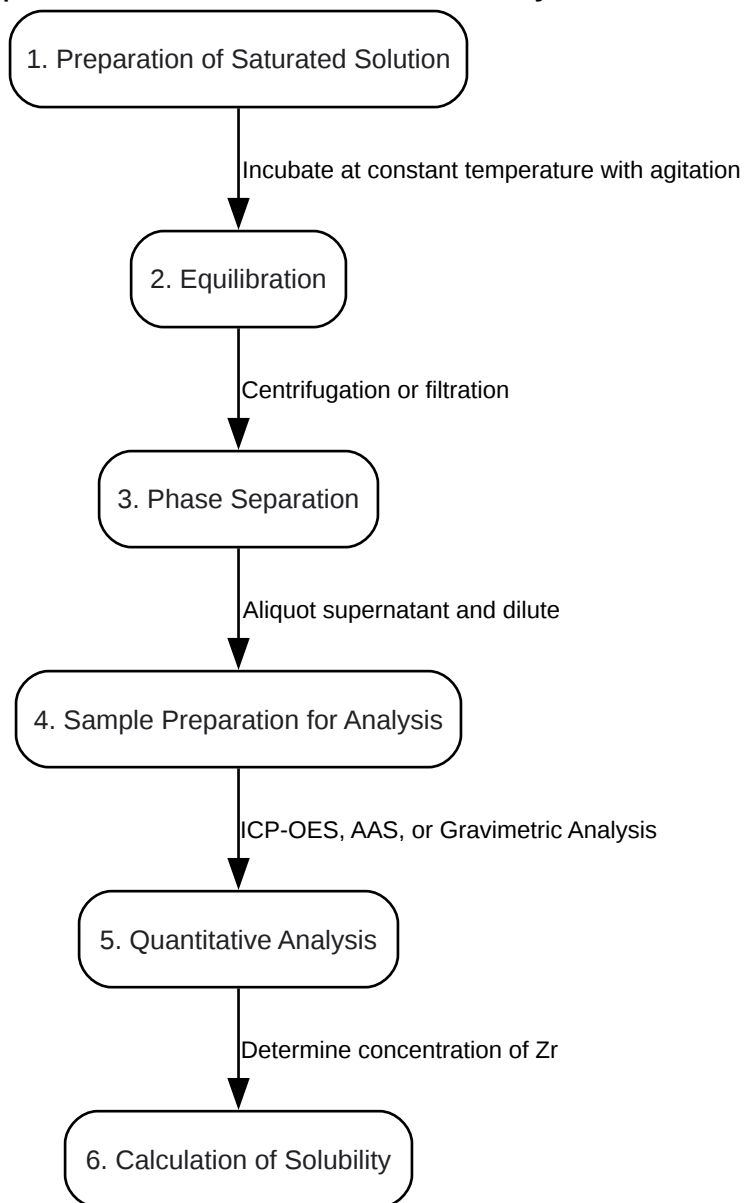 1. Preparation of Saturated Solution
Incubate at constant temperature with agitation
2. Equilibration
Centrifugation or filtration
3. Phase Separation
Aliquot supernatant and dilute
4. Sample Preparation for Analysis
ICP-OES, AAS, or Gravimetric Analysis
5. Quantitative Analysis
Determine concentration of Zr
6. Calculation of Solubility